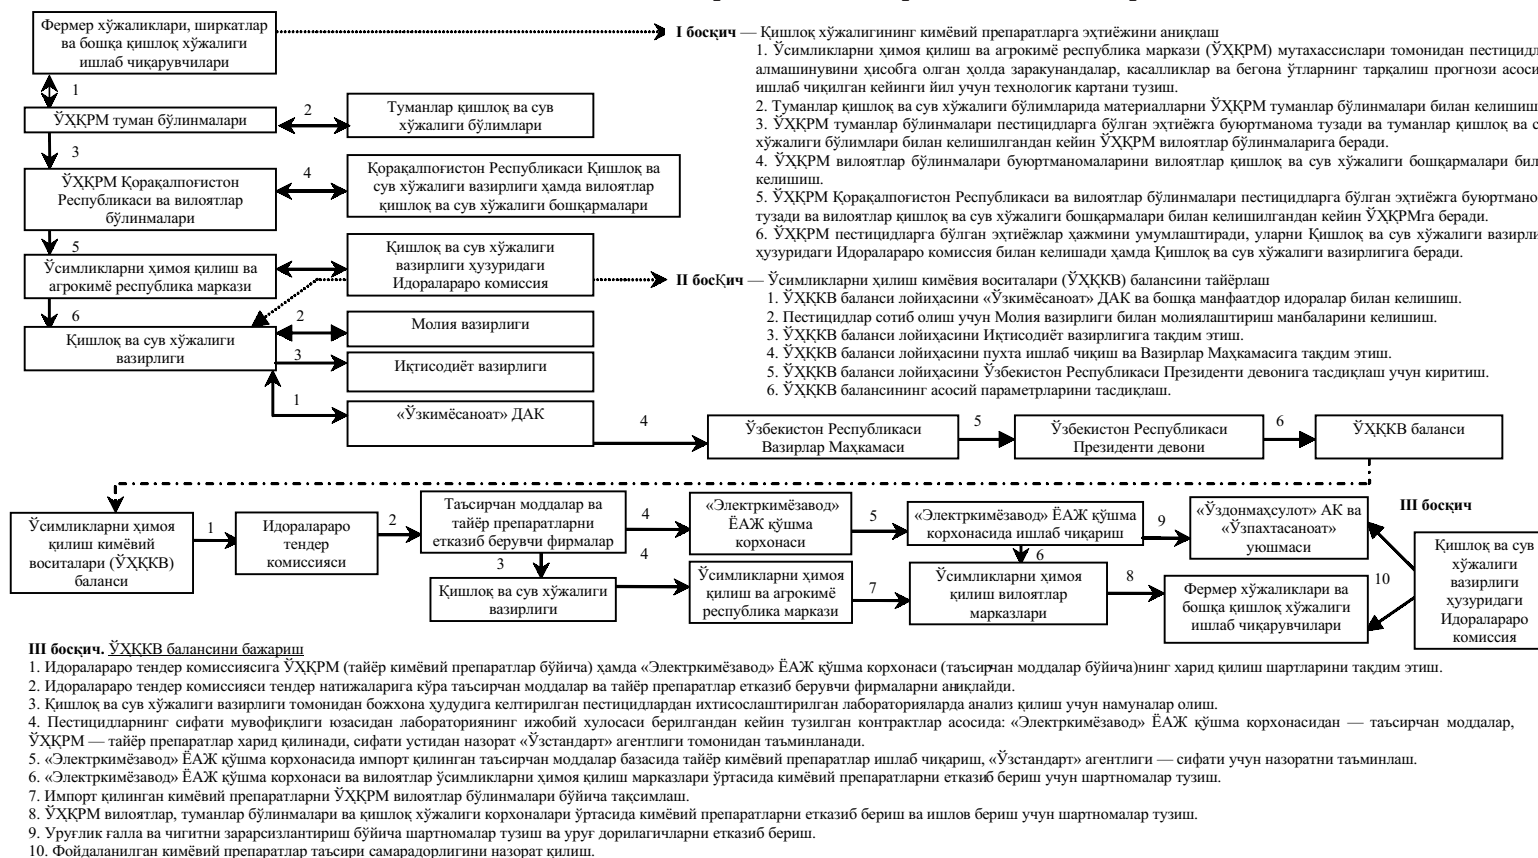 Фермер хўжаликлари, ширкатлар
ва бошқа қишлоқ хўжалиги
ишлаб чиқарувчилари
1
ЎҲҚРМ туман бўлинмалари
2
Туманлар қишлоқ ва сув
хўжалиги бўлимлари
3
ЎҲҚРМ Қорақалпоғистон
Республикаси ва вилоятлар
бўлинмалари
4
Қорақалпоғистон Республикаси Қишлоқ ва
сув хўжалиги вазирлиги ҳамда вилоятлар
қишлоқ ва сув хўжалиги бошқармалари
5
Ўсимликларни ҳимоя қилиш ва
агрокимё республика маркази
Қишлоқ ва сув хўжалиги
вазирлиги ҳузуридаги
Идоралараро комиссия
6
Қишлоқ ва сув хўжалиги
вазирлиги
2
Молия вазирлиги
3
Иқтисодиёт вазирлиги
1
«Ўзкимёсаноат» ДАК
I босқич — Қишлоқ хўжалигининг кимёвий препаратларга эҳтиёжини аниқлаш
1. Ўсимликларни ҳимоя қилиш ва агрокимё республика маркази (ЎҲҚРМ) мутахассислари томонидан
алмашинувини ҳисобга олган ҳолда заракунандалар, касалликлар ва бегона ўтларнинг тарқалиш прогнози
ишлаб чиқилган кейинги йил учун технологик картани тузиш.
2. Туманлар қишлоқ ва сув хўжалиги бўлимларида материалларни ЎҲҚРМ туманлар бўлинмалари билан келишиш
3. ЎҲҚРМ туманлар бўлинмалари пестицидларга бўлган эҳтиёжга буюртманома тузади ва туманлар қишлоқ ва
хўжалиги бўлимлари билан келишилгандан кейин ЎҲҚРМ вилоятлар бўлинмаларига беради.
4. ЎҲҚРМ вилоятлар бўлинмалари буюртманомаларини вилоятлар қишлоқ ва сув хўжалиги бошқармалари
келишиш.
5. ЎҲҚРМ Қорақалпоғистон Республикаси ва вилоятлар бўлинмалари пестицидларга бўлган эҳтиёжга
тузади ва вилоятлар қишлоқ ва сув хўжалиги бошқармалари билан келишилгандан кейин ЎҲҚРМга беради.
6. ЎҲҚРМ пестицидларга бўлган эҳтиёжлар ҳажмини умумлаштиради, уларни Қишлоқ ва сув хўжалиги
ҳузуридаги Идоралараро комиссия билан келишади ҳамда Қишлоқ ва сув хўжалиги вазирлигига беради.
II босҚич — Ўсимликларни ҳилиш кимёвия воситалари (ЎҲҚКВ) балансини тайёрлаш
1. ЎҲҚКВ баланси лойиҳасини «Ўзкимёсаноат» ДАК ва бошқа манфаатдор идоралар билан келишиш.
2. Пестицидлар сотиб олиш учун Молия вазирлиги билан молиялаштириш манбаларини келишиш.
3. ЎҲҚКВ баланси лойиҳасини Иқтисодиёт вазирлигига тақдим этиш.
4. ЎҲҚКВ баланси лойиҳасини пухта ишлаб чиқиш ва Вазирлар Маҳкамасига тақдим этиш.
5. ЎҲҚКВ баланси лойиҳасини Ўзбекистон Республикаси Президенти девонига тасдиқлаш учун киритиш.
6. ЎҲҚКВ балансининг асосий параметрларини тасдиқлаш.
4
Ўзбекистон Республикаси
Вазирлар Маҳкамаси
5
Ўзбекистон Республикаси
Президенти девони
6
ЎҲҚКВ баланси
Ўсимликларни ҳимоя
қилиш кимёвий
воситалари (ЎҲҚКВ)
баланси
1
Идоралараро
тендер
комиссияси
2
Таъсирчан моддалар ва
тайёр препаратларни
етказиб берувчи фирмалар
3
Қишлоқ ва сув хўжалиги
вазирлиги
4
«Электркимёзавод»
ЁАЖ қўшма
корхонаси
4
Ўсимликларни ҳимоя
қилиш ва агрокимё
республика маркази
5
«Электркимёзавод» ЁАЖ қўшма
корхонасида ишлаб чиқариш
6
7
Ўсимликларни ҳимоя
қилиш вилоятлар
марказлари
9
«Ўздонмаҳсулот» АК ва
«Ўзпахтасаноат»
уюшмаси
8
Фермер хўжаликлари ва
бошқа қишлоқ хўжалиги
ишлаб чиқарувчилари
10
III босқич
Қишлоқ ва сув
хўжалиги
вазирлиги
ҳузуридаги
Идоралараро
комиссия
III босқич. ЎҲҚКВ балансини бажариш
1. Идоралараро тендер комиссиясига ЎҲҚРМ (тайёр кимёвий препаратлар бўйича) ҳамда «Электркимёзавод» ЁАЖ қўшма корхонаси (таъсирчан моддалар бўйича)нинг харид қилиш шартларини тақдим этиш.
2. Идоралараро тендер комиссияси тендер натижаларига кўра таъсирчан моддалар ва тайёр препаратлар етказиб берувчи фирмаларни аниқлайди.
3. Қишлоқ ва сув хўжалиги вазирлиги томонидан божхона ҳудудига келтирилган пестицидлардан ихтисослаштирилган лабораторияларда анализ қилиш учун намуналар олиш.
4. Пестицидларнинг сифати мувофиқлиги юзасидан лабораториянинг ижобий хулосаси берилгандан кейин тузилган контрактлар асосида: «Электркимёзавод» ЁАЖ қўшма корхонасидан — таъсирчан моддалар,
ЎҲҚРМ — тайёр препаратлар харид қилинади, сифати устидан назорат «Ўзстандарт» агентлиги томонидан таъминланади.
5. «Электркимёзавод» ЁАЖ қўшма корхонасида импорт қилинган таъсирчан моддалар базасида тайёр кимёвий препаратлар ишлаб чиқариш, «Ўзстандарт» агентлиги — сифати учун назоратни таъминлаш.
6. «Электркимёзавод» ЁАЖ қўшма корхонаси ва вилоятлар ўсимликларни ҳимоя қилиш марказлари ўртасида кимёвий препаратларни етказиб бериш учун шартномалар тузиш.
7. Импорт қилинган кимёвий препаратларни ЎҲҚРМ вилоятлар бўлинмалари бўйича тақсимлаш.
8. ЎҲҚРМ вилоятлар, туманлар бўлинмалари ва қишлоқ хўжалиги корхоналари ўртасида кимёвий препаратларни етказиб бериш ва ишлов бериш учун шартномалар тузиш.
9. Уруғлик ғалла ва чигитни зарарсизлантириш бўйича шартномалар тузиш ва уруғ дорилагичларни етказиб бериш.
10. Фойдаланилган кимёвий препаратлар таъсири самарадорлигини назорат қилиш.